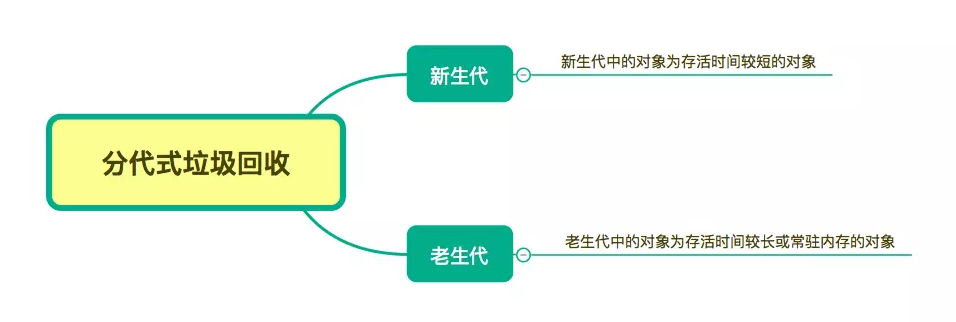 新生代
新生代中的对象为存活时间较短的对象
分代式垃圾回收
老生代
老生代中的对象为存活时间较长或常驻内存的对象